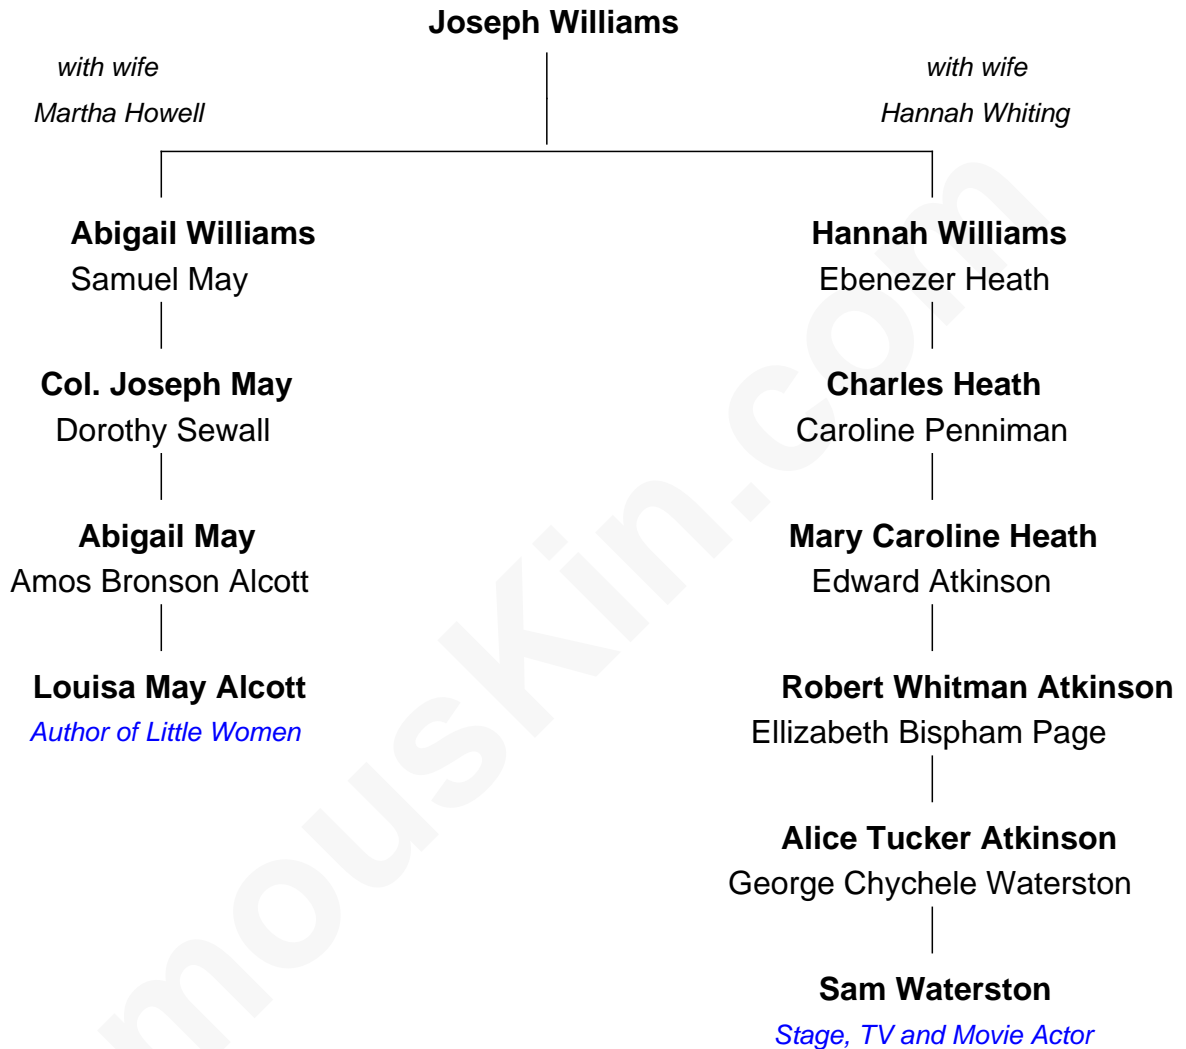 Joseph Williams
with wife
Martha Howell
with wife
Hannah Whiting
Abigail Williams
Samuel May
Hannah Williams
Ebenezer Heath
Col. Joseph May
Dorothy Sewall
Charles Heath
Caroline Penniman
Abigail May
Amos Bronson Alcott
Mary Caroline Heath
Edward Atkinson
Louisa May Alcott
Author of Little Women
Robert Whitman Atkinson
Ellizabeth Bispham Page
Alice Tucker Atkinson
George Chychele Waterston
Sam Waterston
Stage, TV and Movie Actor
mousKin.com